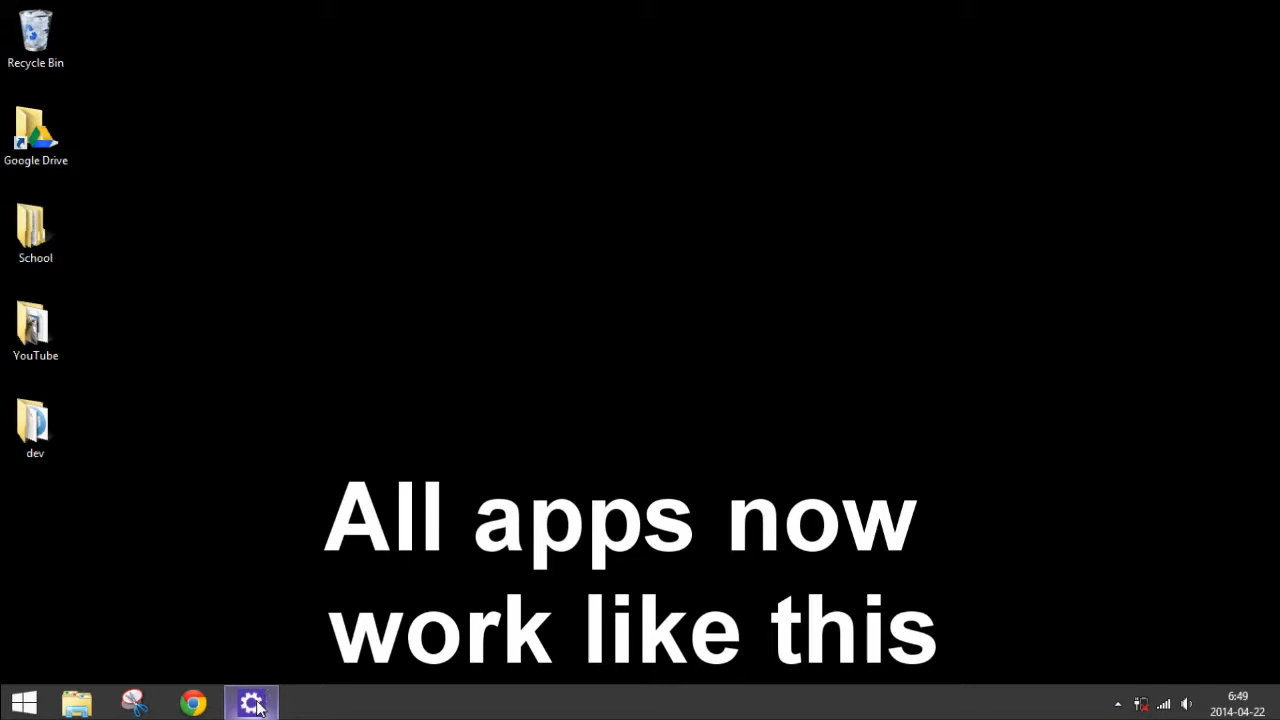 Recycle Bin
Google Drive
School
YouTube
dev
All apps now
work like this
6:49
2014-04-22